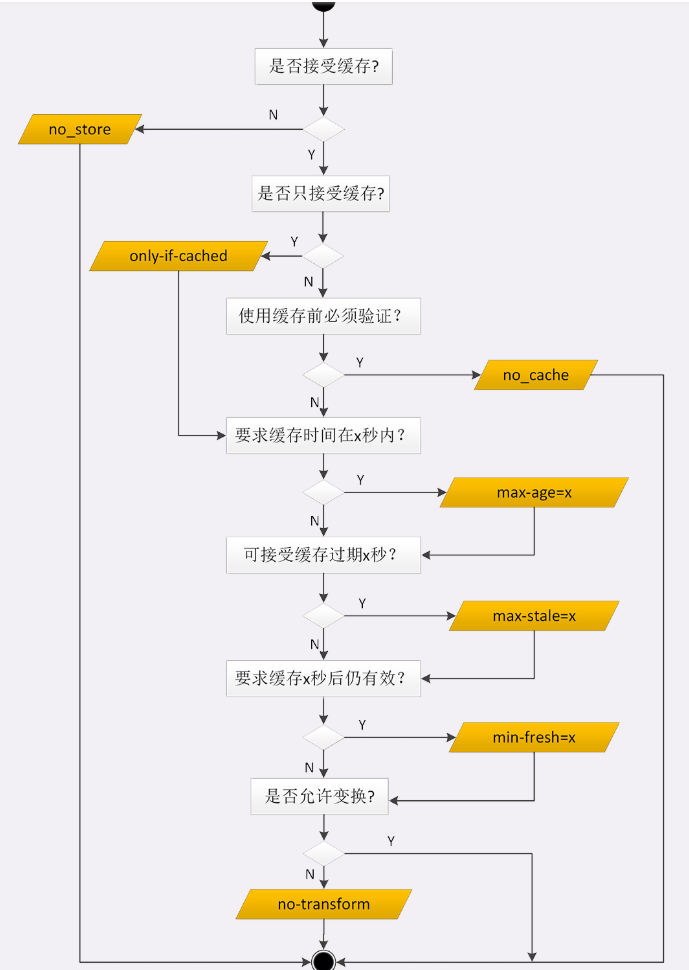 是否接受缓存?
N
no_store
Y
是否只接受缓存?
Y
only-if-cached
N
使用缓存前必须验证?
Y
no_cache
N
要求缓存时间在x秒内?
Y
max-age=x
N
可接受缓存过期x秒?
Y
max-stale=x
N
要求缓存x秒后仍有效?
Y
min-fresh=x
N
是否允许变换?
Y
N
no-transform